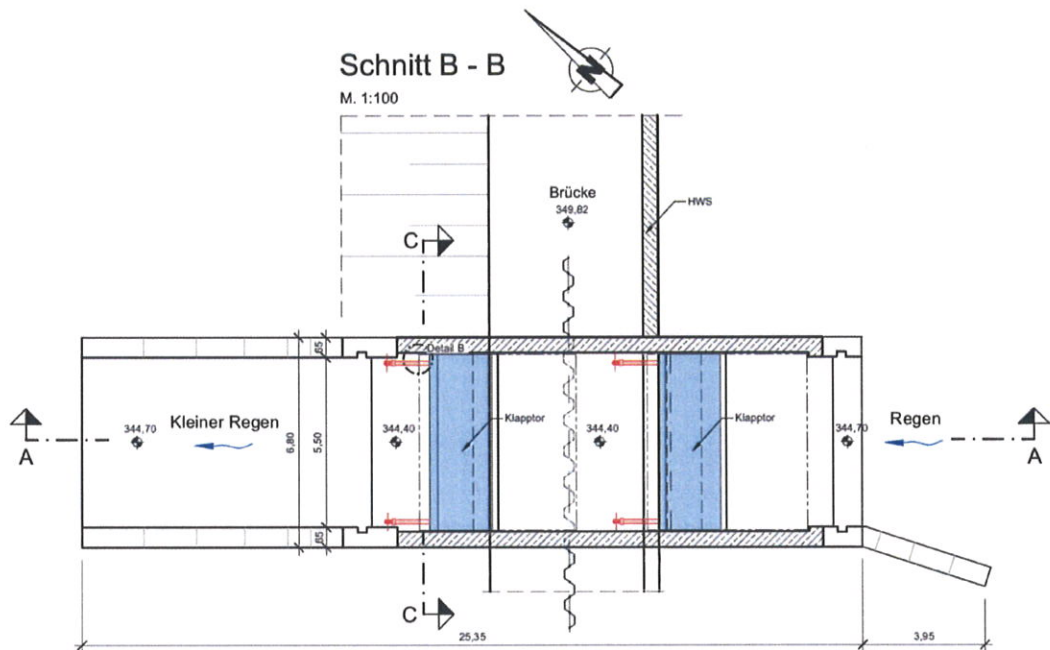 Schnitt B - B
M. 1:100
N
Brücke
349,82
HWS
C
Detail B
65
Klapptor
Klapptor
Kleiner Regen
Regen
344,70
344,40
344,40
344,70
A
A
6,80
5,50
65
C
25,35
3,95